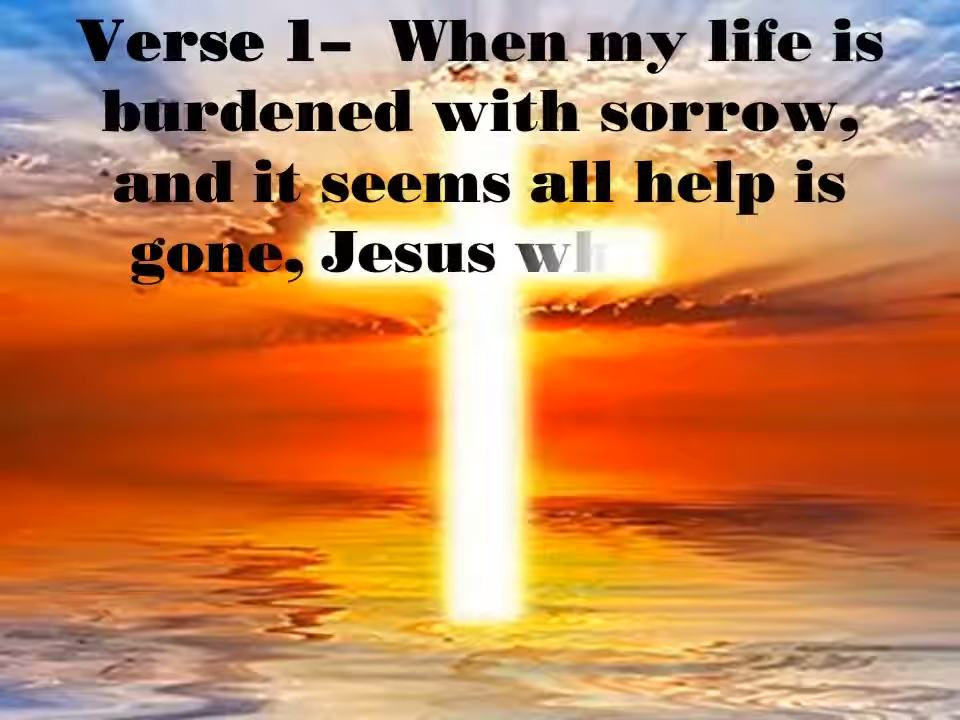 Verse 1– When my life is
burdened with sorrow,
and it seems all help is
gone, Jesus